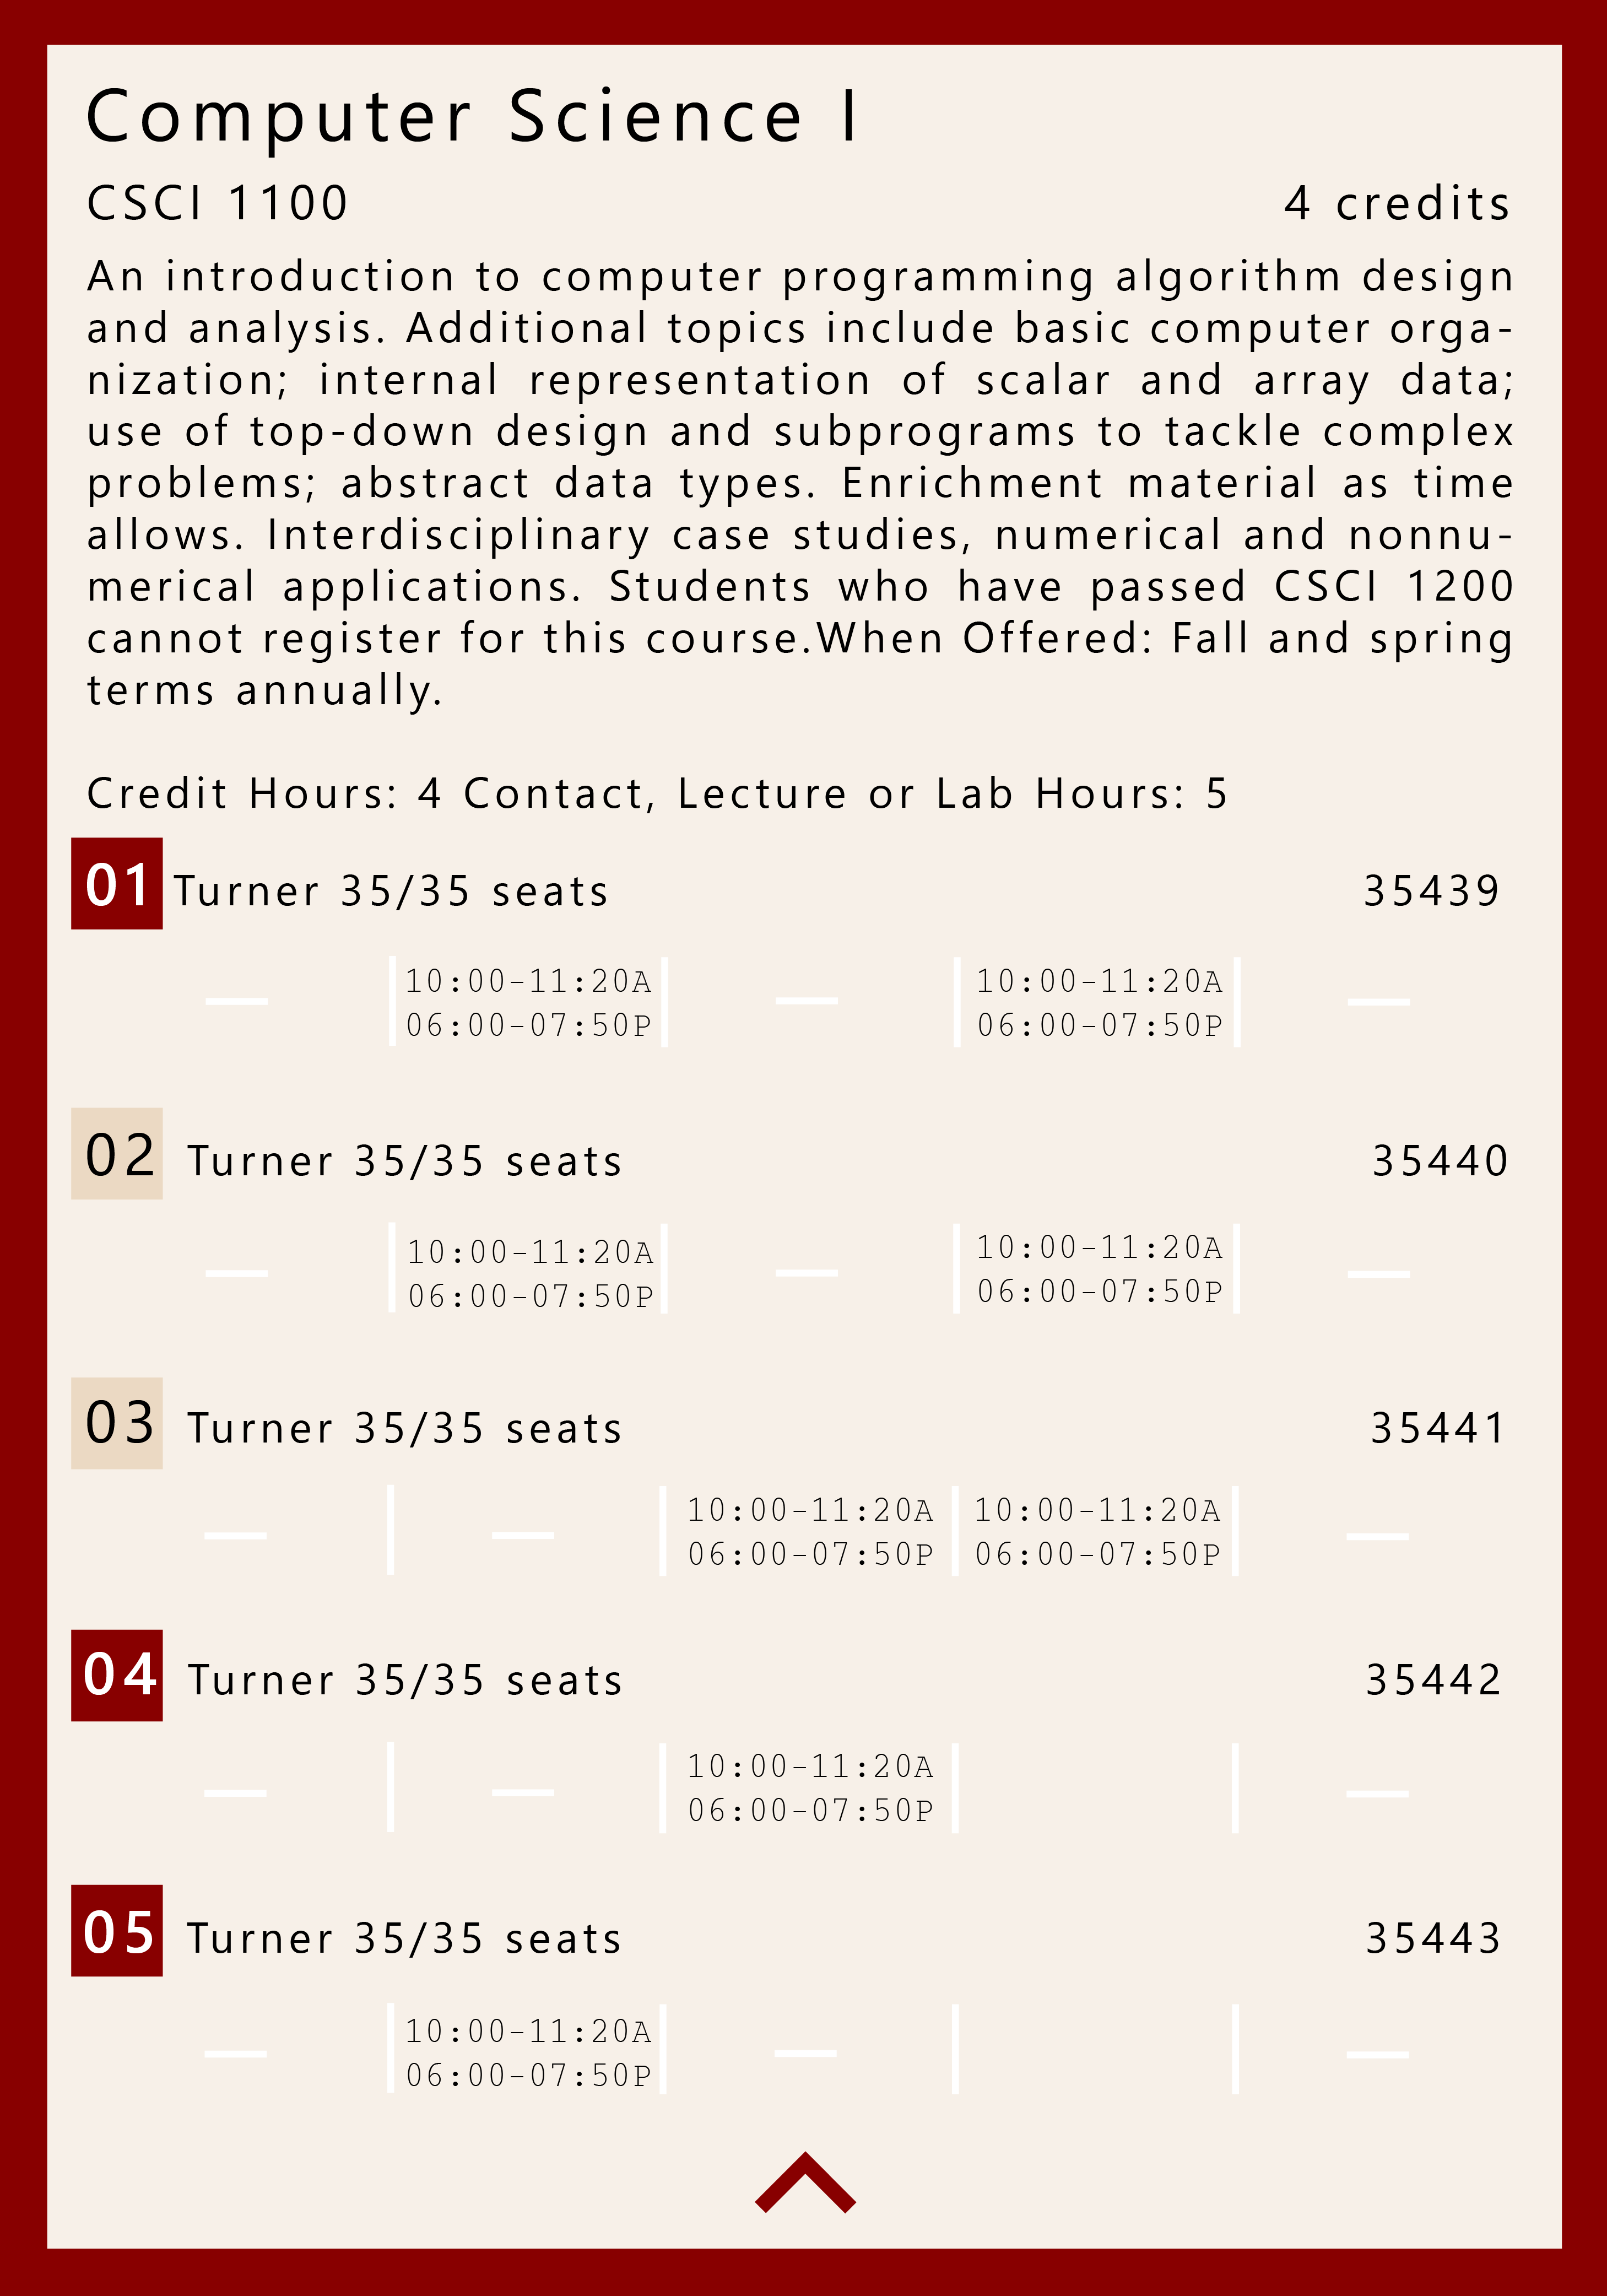 Computer Science I
CSCI 1100 4 credits
An introduction to computer programming algorithm design
and analysis. Additional topics include basic computer orga-
nization; internal representation of scalar and array data;
use of top-down design and subprograms to tackle complex
problems; abstract data types. Enrichment material as time
allows. Interdisciplinary case studies, numerical and nonnu-
merical applications. Students who have passed CSCI 1200
cannot register for this course.When Offered: Fall and spring
terms annually.
Credit Hours: 4 Contact, Lecture or Lab Hours: 5
01 Turner 35/35 seats 35439
10:00-11:20A 10:00-11:20A
06:00-07:50P 06:00-07:50P
02 Turner 35/35 seats 35440
10:00-11:20A 10:00-11:20A
06:00-07:50P 06:00-07:50P
03 Turner 35/35 seats 35441
10:00-11:20A 10:00-11:20A
06:00-07:50P 06:00-07:50P
04 Turner 35/35 seats 35442
10:00-11:20A
06:00-07:50P
05 Turner 35/35 seats 35443
10:00-11:20A
06:00-07:50P